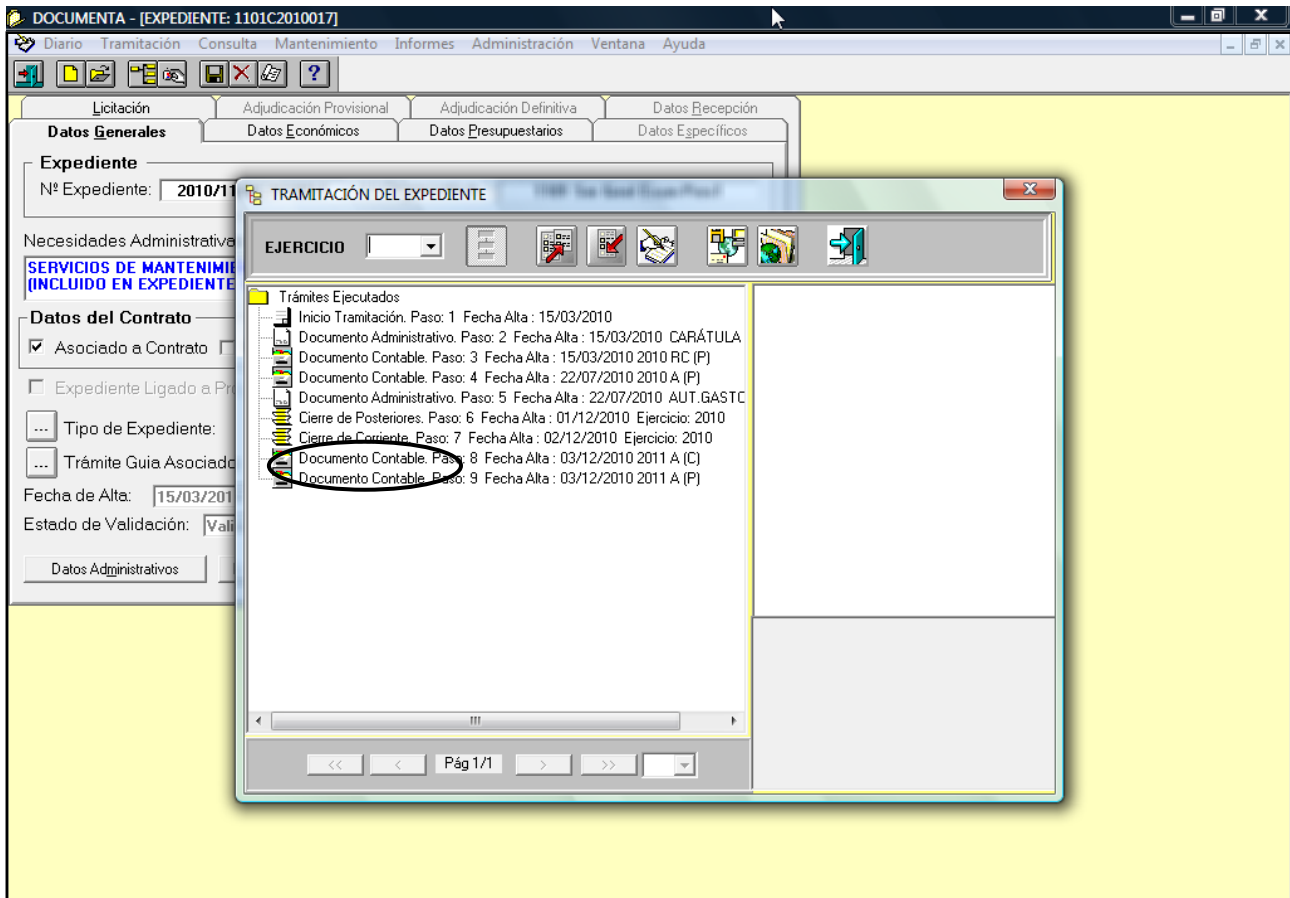 DOCUMENTA - [EXPEDIENTE: 1101C2010017]
Diario Tramitación Consulta Mantenimiento Informes Administración Ventana Ayuda
Licitación Adjudicación Provisional Adjudicación Definitiva Datos Recepción
Datos Generales Datos Económicos Datos Presupuestarios Datos Específicos
Expediente
Nº Expediente: 2010/11
TRAMITACIÓN DEL EXPEDIENTE
Necesidades Administrativa
EJERCICIO
SERVICIOS DE MANTENIMIE
(INCLUIDO EN EXPEDIENTE
Datos del Contrato
Asociado a Contrato
Expediente Ligado a Pro
... Tipo de Expediente:
... Trámite Guia Asociado
Fecha de Alta: 15/03/201
Estado de Validación: Vali
Datos Administrativos
Trámites Ejecutados
Inicio Tramitación. Paso: 1 Fecha Alta : 15/03/2010
Documento Administrativo. Paso: 2 Fecha Alta : 15/03/2010 CARÁTULA
Documento Contable. Paso: 3 Fecha Alta : 15/03/2010 2010 RC (P)
Documento Contable. Paso: 4 Fecha Alta : 22/07/2010 2010 A (P)
Documento Administrativo. Paso: 5 Fecha Alta : 22/07/2010 AUT.GASTO
Cierre de Posteriores. Paso: 6 Fecha Alta : 01/12/2010 Ejercicio: 2010
Cierre de Corriente. Paso: 7 Fecha Alta : 02/12/2010 Ejercicio: 2010
Documento Contable. Paso: 8 Fecha Alta : 03/12/2010 2011 A (C)
Documento Contable. Paso: 9 Fecha Alta : 03/12/2010 2011 A (P)
<< < Pág 1/1 > >>